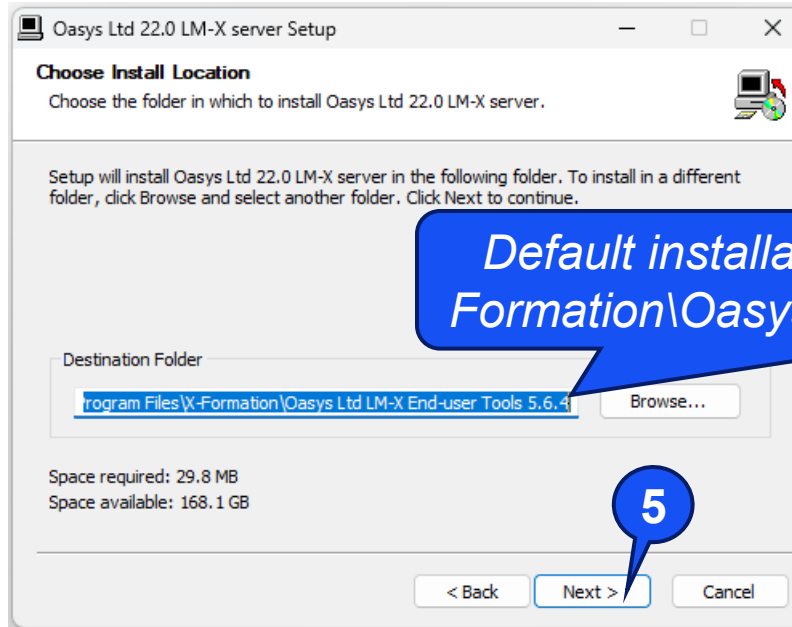 Oasys Ltd 22.0 LM-X server Setup
Choose Install Location
Choose the folder in which to install Oasys Ltd 22.0 LM-X server.
Setup will install Oasys Ltd 22.0 LM-X server in the following folder. To install in a different
folder, click Browse and select another folder. Click Next to continue.
Default installa
Formation\Oasys
Destination Folder
rogram Files\X-Formation\Oasys Ltd LM-X End-user Tools 5.6.4
Browse...
Space required: 29.8 MB
Space available: 168.1 GB
5
< Back
Next >
Cancel